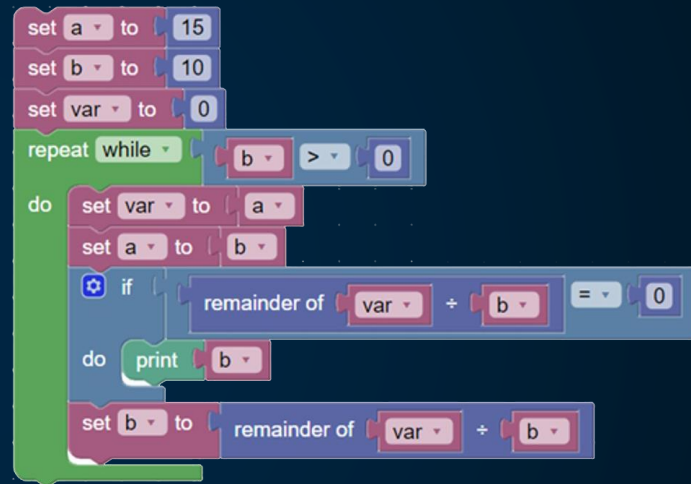 set a to 15
set b to 10
set var to 0
repeat while b > 0
do set var to a
set a to b
if remainder of var ÷ b = 0
do print b
set b to remainder of var ÷ b